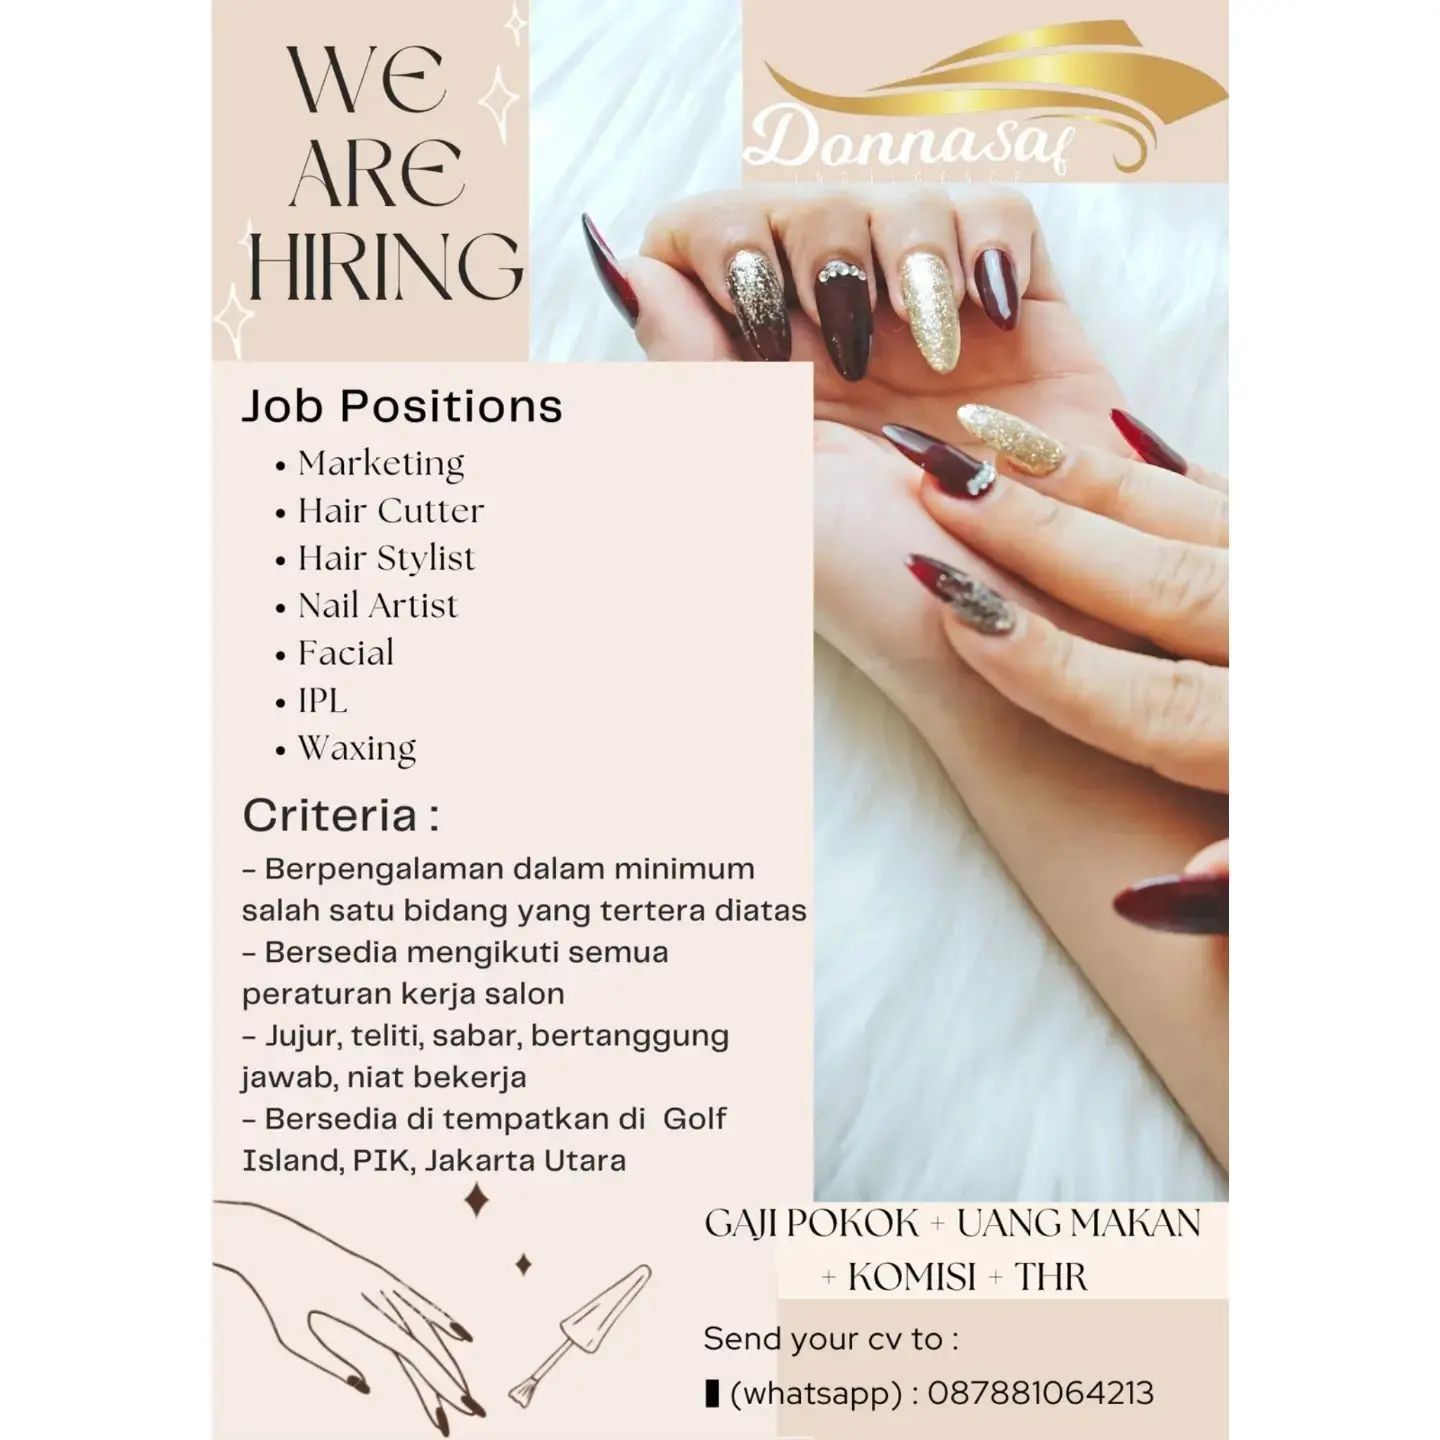 WE
ARE
HIRING
Donnasaf
INDULGENCE
Job Positions
• Marketing
• Hair Cutter
• Hair Stylist
• Nail Artist
• Facial
• IPL
• Waxing
Criteria :
- Berpengalaman dalam minimum
salah satu bidang yang tertera diatas
- Bersedia mengikuti semua
peraturan kerja salon
- Jujur, teliti, sabar, bertanggung
jawab, niat bekerja
- Bersedia di tempatkan di  Golf
Island, PIK, Jakarta Utara
GAJI POKOK + UANG MAKAN
+ KOMISI + THR
Send your cv to :
(whatsapp) : 087881064213